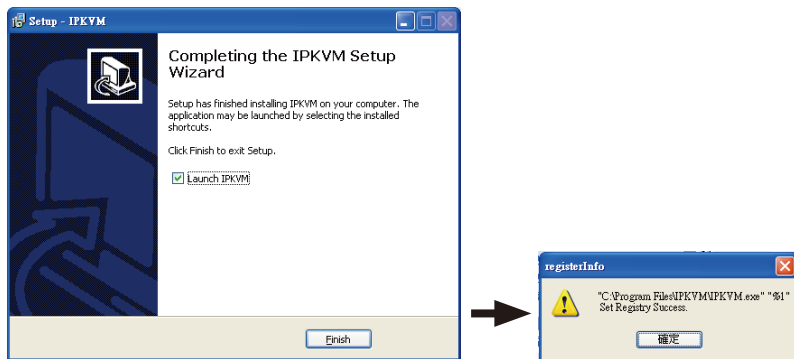 Setup - IPKVM
Completing the IPKVM Setup
Wizard
Setup has finished installing IPKVM on your computer. The
application may be launched by selecting the installed
shortcuts.
Click Finish to exit Setup.
Launch IPKVM
Finish
registerInfo
"C:\Program Files\IPKVM\IPKVM.exe" "%1"
Set Registry Success.
確定